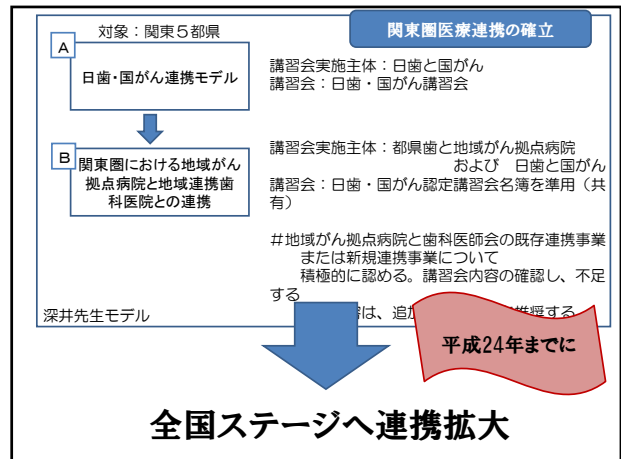 対象：関東５都県
関東圏医療連携の確立
A
日歯・国がん連携モデル
講習会実施主体：日歯と国がん
講習会：日歯・国がん講習会
B
関東圏における地域がん
拠点病院と地域連携歯
科医院との連携
講習会実施主体：都県歯と地域がん拠点病院
および　日歯と国がん
講習会：日歯・国がん認定講習会名簿を準用（共
有）
＃地域がん拠点病院と歯科医師会の既存連携事業
または新規連携事業について
積極的に認める。講習会内容の確認し、不足
する
は、追
推奨する
深井先生モデル
平成24年までに
全国ステージへ連携拡大